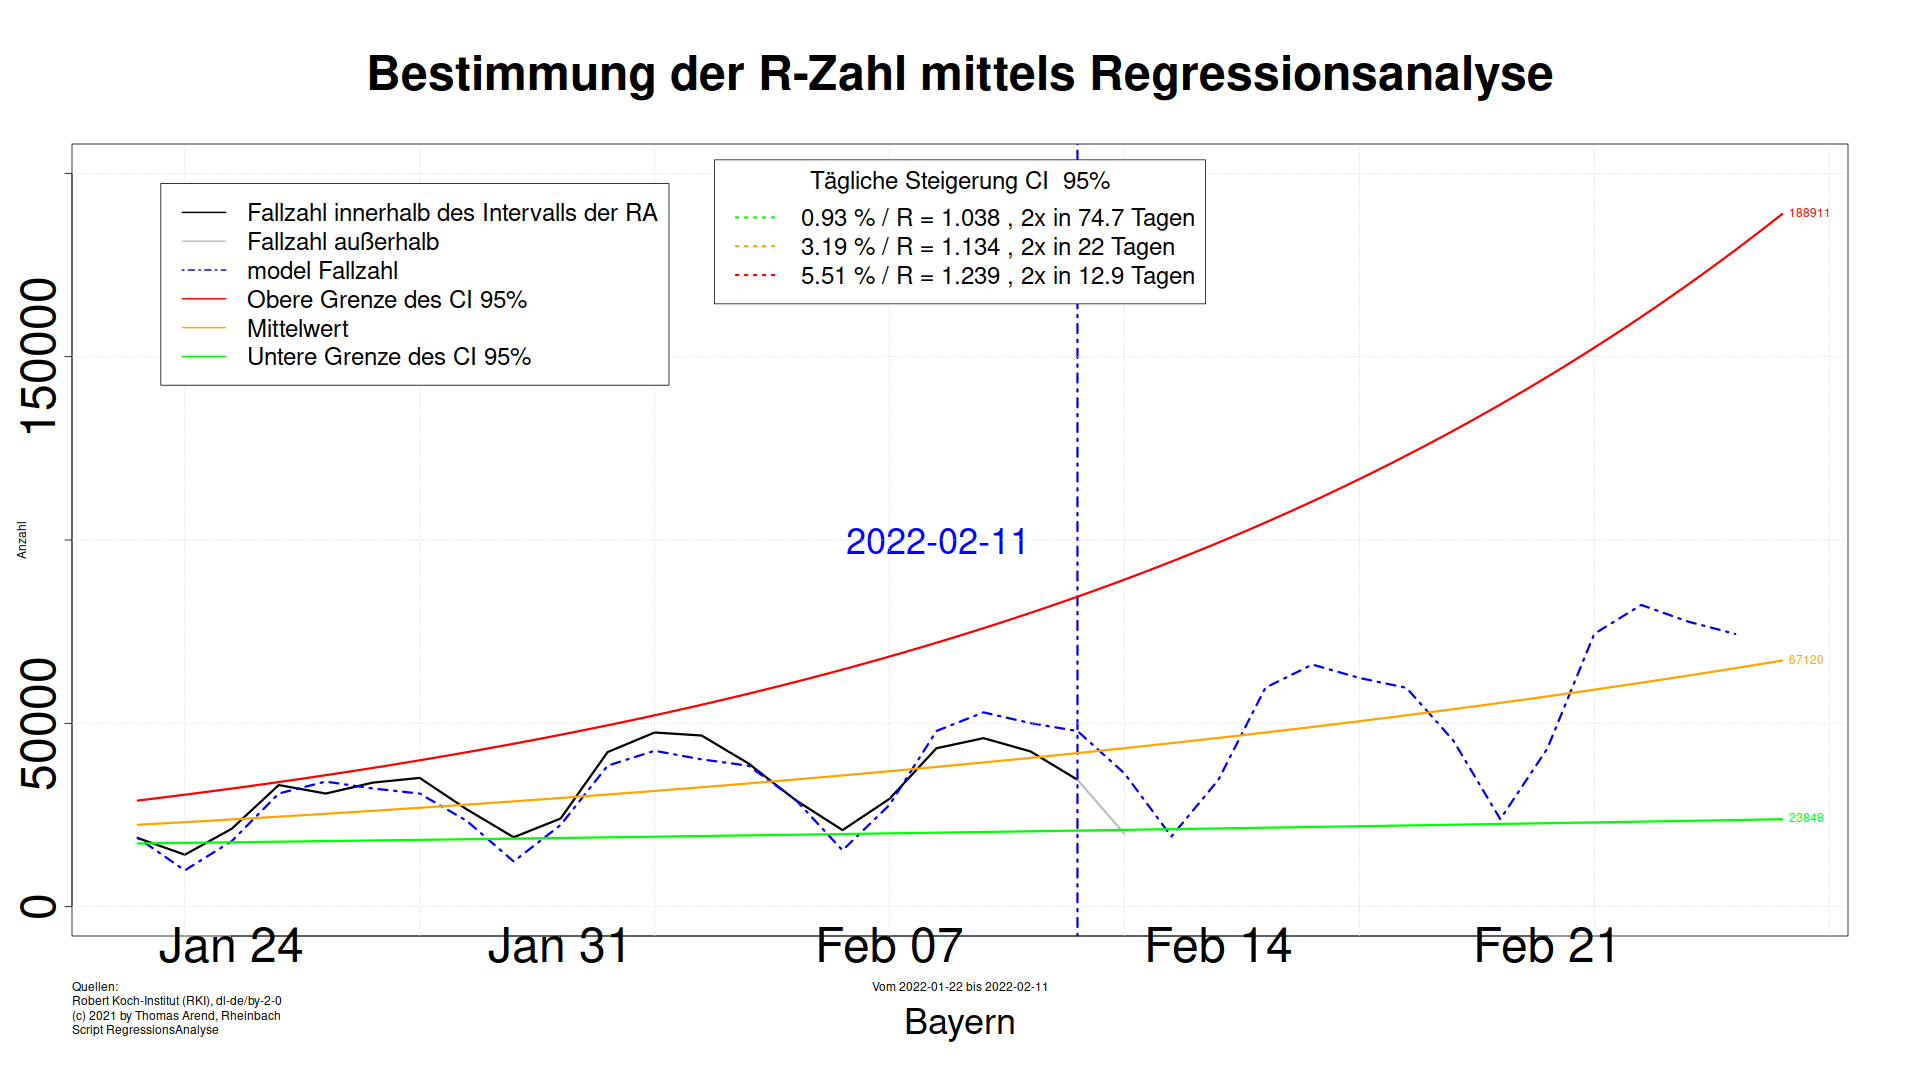 Bestimmung der R-Zahl mittels Regressionsanalyse
Fallzahl innerhalb des Intervalls der RA
Fallzahl außerhalb
model Fallzahl
Obere Grenze des CI 95%
Mittelwert
Untere Grenze des CI 95%
Tägliche Steigerung CI  95%
0.93 % / R = 1.038 , 2x in 74.7 Tagen
3.19 % / R = 1.134 , 2x in 22 Tagen
5.51 % / R = 1.239 , 2x in 12.9 Tagen
188911
150000
2022-02-11
Anzahl
67120
50000
23848
0
Jan 24
Jan 31
Feb 07
Feb 14
Feb 21
Quellen:
Robert Koch-Institut (RKI), dl-de/by-2-0
(c) 2021 by Thomas Arend, Rheinbach
Script RegressionsAnalyse
Vom 2022-01-22 bis 2022-02-11
Bayern